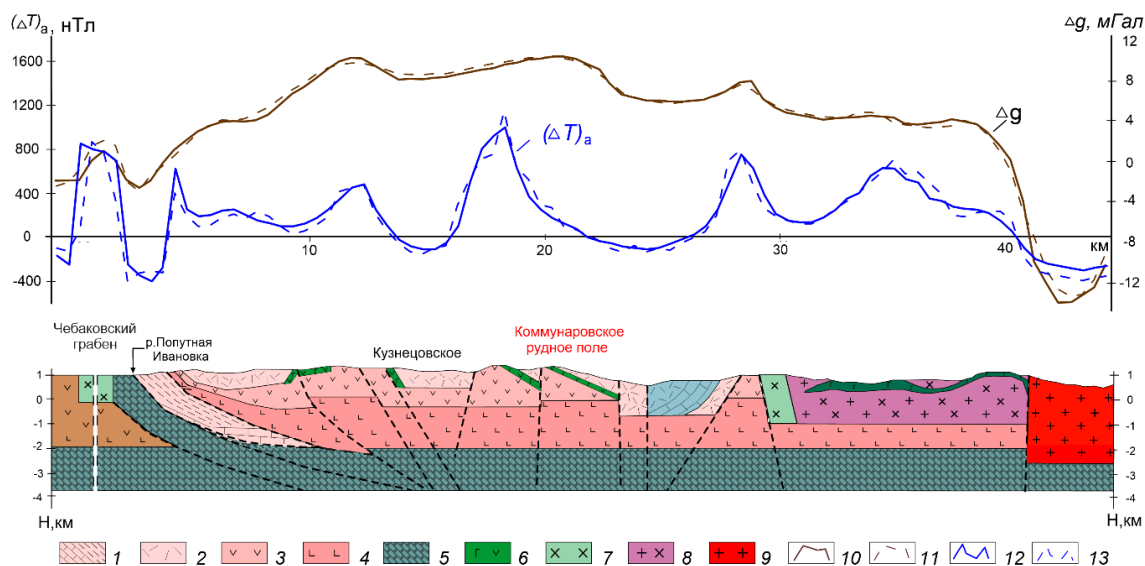 (ΔT)a, нТл
Δg, мГал
1600
1200
800
400
0
-400
12
8
4
0
-4
-8
-12
10
20
30
40
км
(ΔT)a
Δg
Чебаковский
грабен
р.Попутная
Ивановка
Кузнецовское
Коммунаровское
рудное поле
1
0
-1
-2
-3
-4
Н,км
1
0
-1
-2
-3
-4
Н,км
1 2 3 4 5 6 7 8 9 10 11 12 13